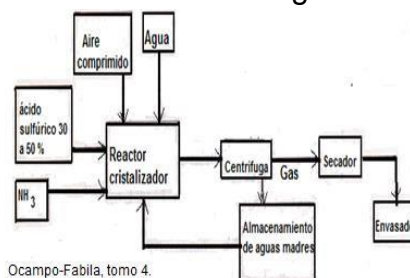 Aire
comprimido
Agua
ácido
sulfúrico 30
a 50 %
Reactor
cristalizador
NH3
Centrifuga
Gas
Secador
Envasado
Almacenamiento
de aguas madres
Ocampo-Fabila, tomo 4.